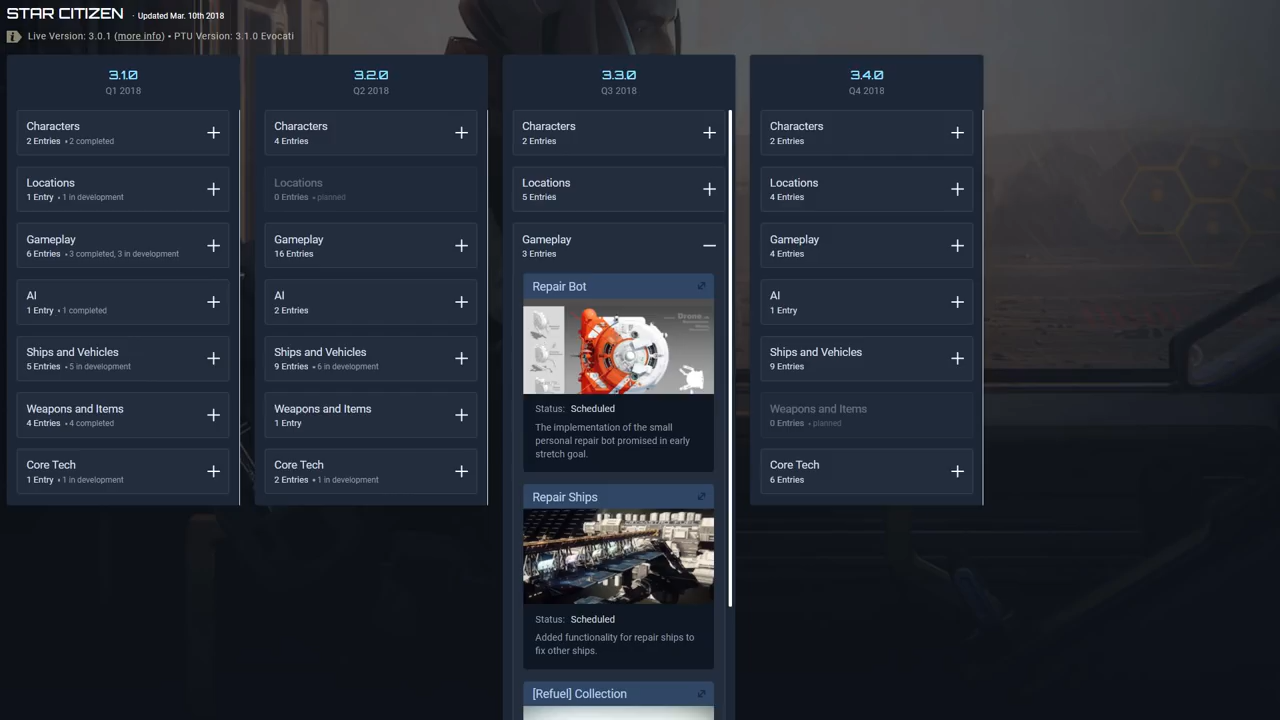 STAR CITIZEN • Updated Mar. 10th 2018
Live Version: 3.0.1 (more info) • PTU Version: 3.1.0 Evocati
3.1.0
Q1 2018
Characters
2 Entries • 2 completed
Locations
1 Entry • 1 in development
Gameplay
6 Entries • 3 completed, 3 in development
AI
1 Entry • 1 completed
Ships and Vehicles
5 Entries • 5 in development
Weapons and Items
4 Entries • 4 completed
Core Tech
1 Entry • 1 in development
3.2.0
Q2 2018
Characters
4 Entries
Locations
0 Entries • planned
Gameplay
16 Entries
AI
2 Entries
Ships and Vehicles
9 Entries • 6 in development
Weapons and Items
1 Entry
Core Tech
2 Entries • 1 in development
3.3.0
Q3 2018
Characters
2 Entries
Locations
5 Entries
Gameplay
3 Entries
Repair Bot
Drone
Status: Scheduled
The implementation of the small
personal repair bot promised in early
stretch goal.
Repair Ships
Status: Scheduled
Added functionality for repair ships to
fix other ships.
[Refuel] Collection
3.4.0
Q4 2018
Characters
2 Entries
Locations
4 Entries
Gameplay
4 Entries
AI
1 Entry
Ships and Vehicles
9 Entries
Weapons and Items
0 Entries • planned
Core Tech
6 Entries